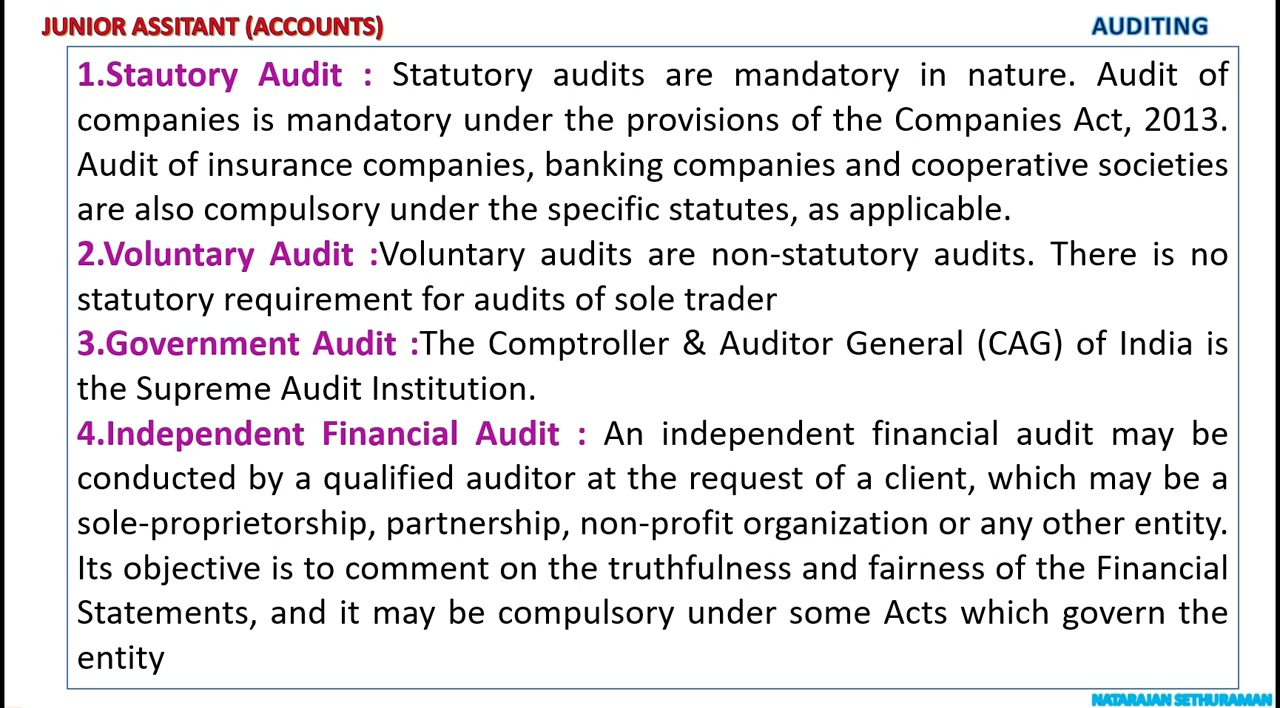 JUNIOR ASSITANT (ACCOUNTS)
AUDITING
1.Stautory Audit : Statutory audits are mandatory in nature. Audit of
companies is mandatory under the provisions of the Companies Act, 2013.
Audit of insurance companies, banking companies and cooperative societies
are also compulsory under the specific statutes, as applicable.
2.Voluntary Audit :Voluntary audits are non-statutory audits. There is no
statutory requirement for audits of sole trader
3.Government Audit :The Comptroller & Auditor General (CAG) of India is
the Supreme Audit Institution.
4.Independent Financial Audit : An independent financial audit may be
conducted by a qualified auditor at the request of a client, which may be a
sole-proprietorship, partnership, non-profit organization or any other entity.
Its objective is to comment on the truthfulness and fairness of the Financial
Statements, and it may be compulsory under some Acts which govern the
entity
NATARAJAN SETHURAMAN